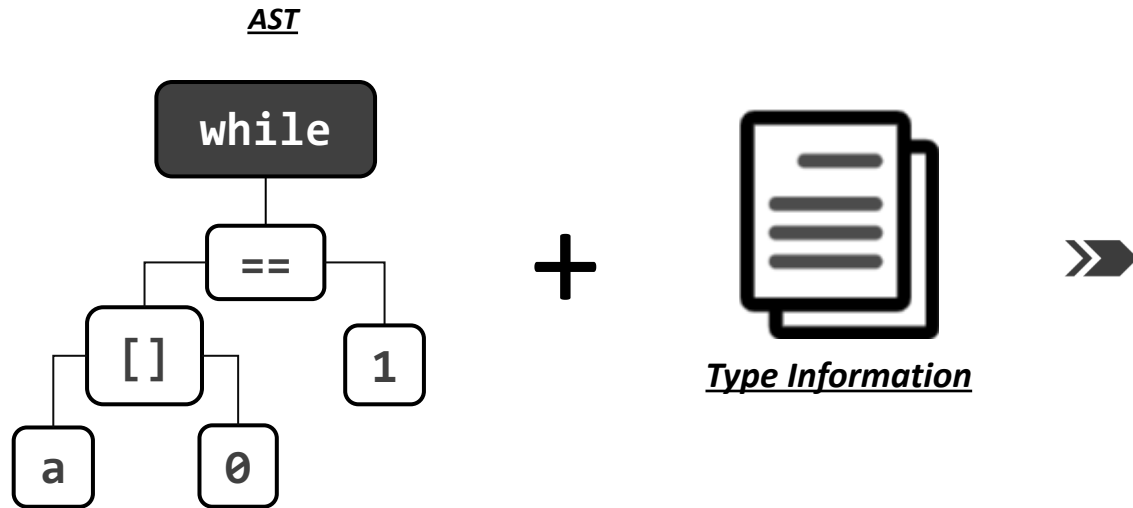 AST
while
==
[]
1
a
0
+
Type Information